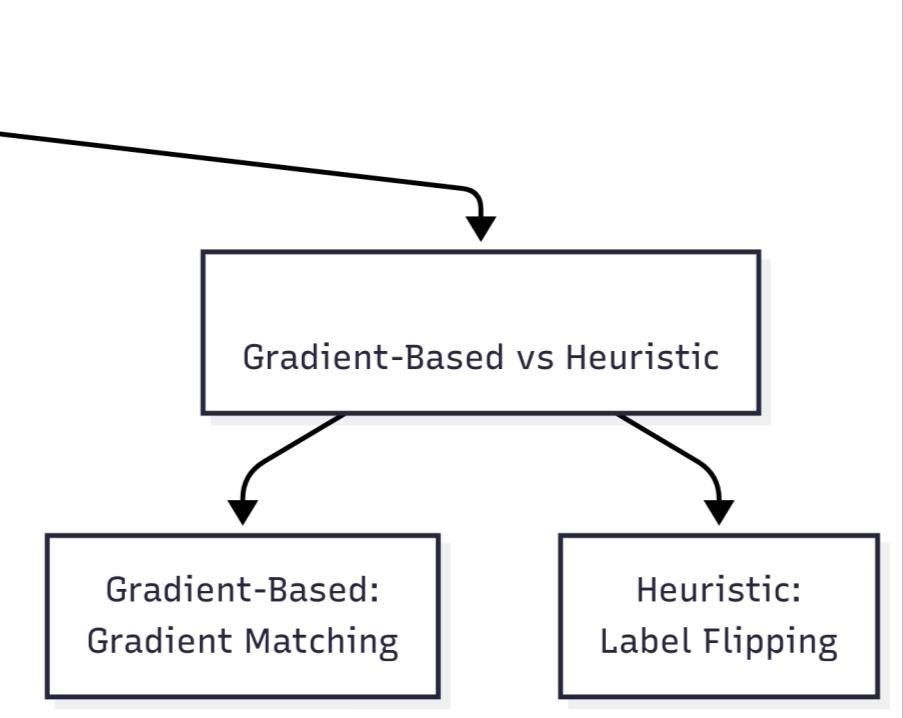 Gradient-Based vs Heuristic
Gradient-Based:
Gradient Matching
Heuristic:
Label Flipping